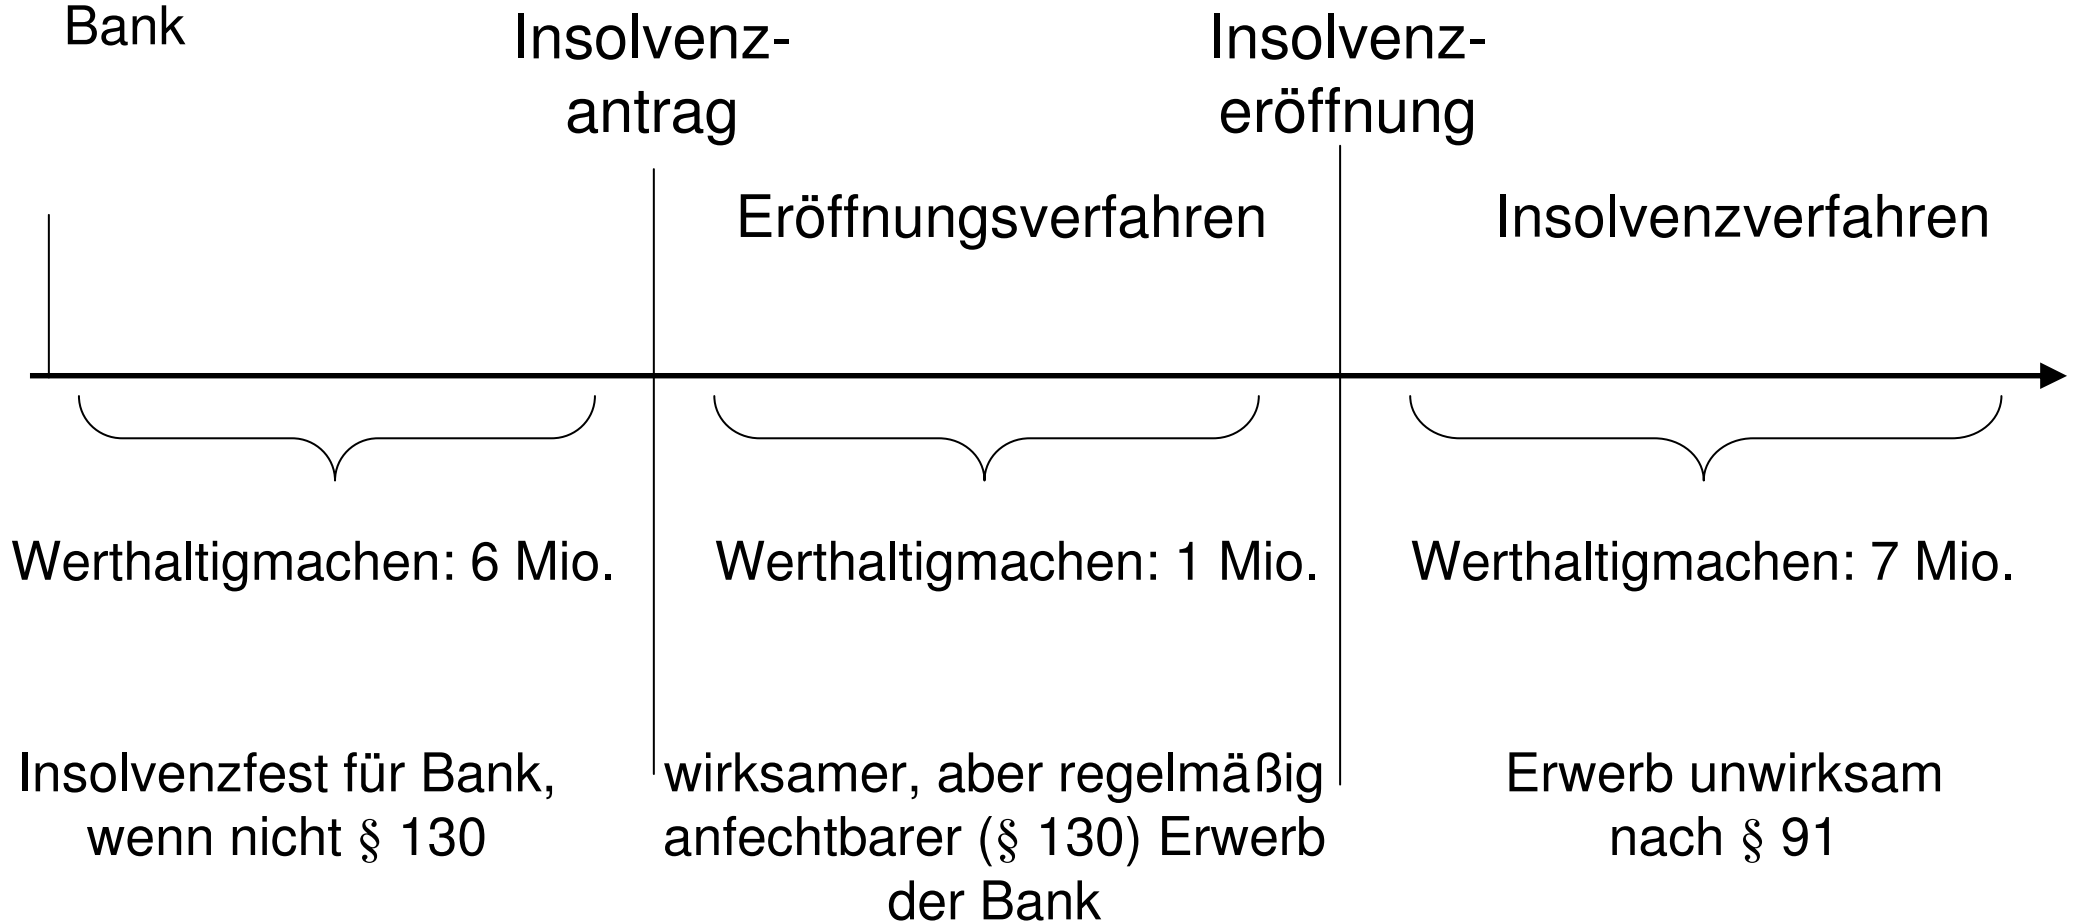 Bank
Insolvenz-
antrag
Insolvenz-
eröffnung
Eröffnungsverfahren
Insolvenzverfahren
Werthaltigmachen: 6 Mio.
Werthaltigmachen: 1 Mio.
Werthaltigmachen: 7 Mio.
Insolvenzfest für Bank,
wenn nicht § 130
wirksamer, aber regelmäßig
anfechtbarer (§ 130) Erwerb
der Bank
Erwerb unwirksam
nach § 91